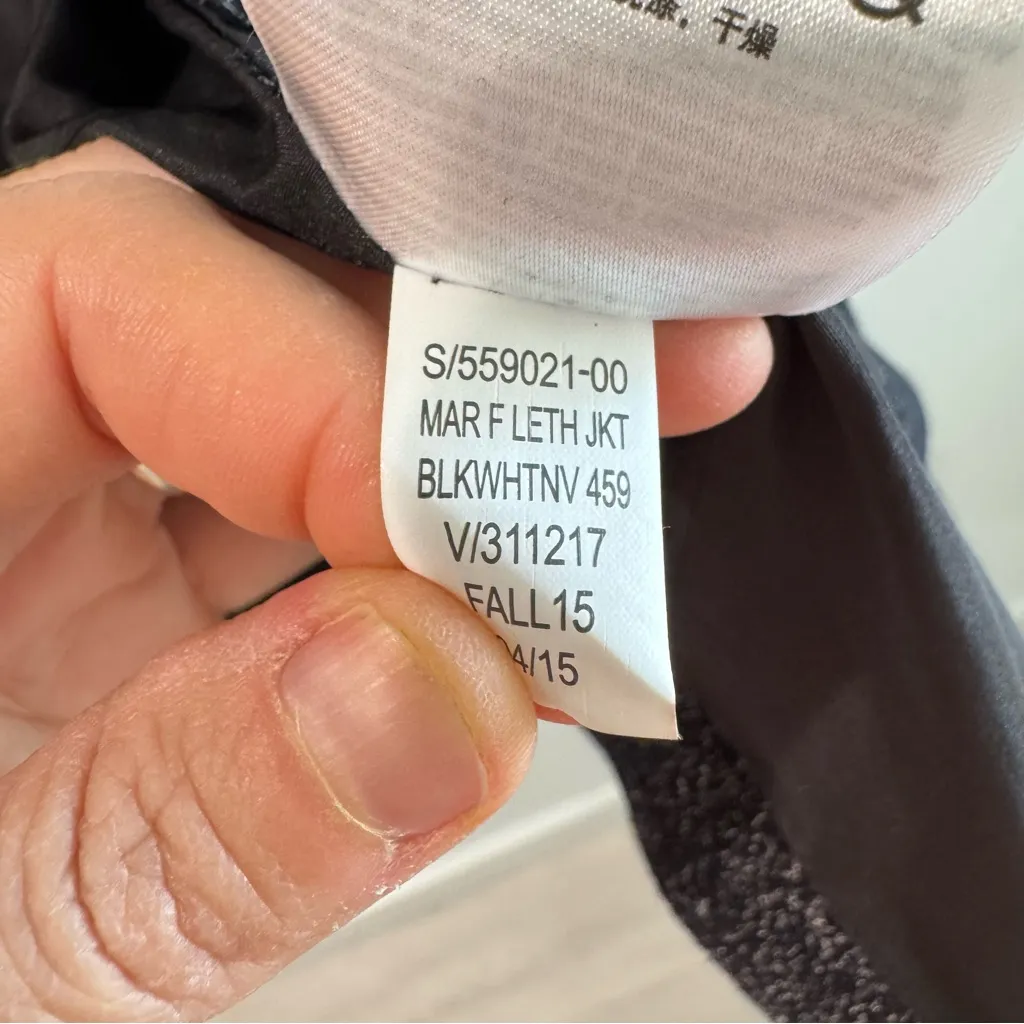 干燥
S/559021-00
MAR F LETH JKT
BLKWHTNV 459
V/311217
FALL15
4/15